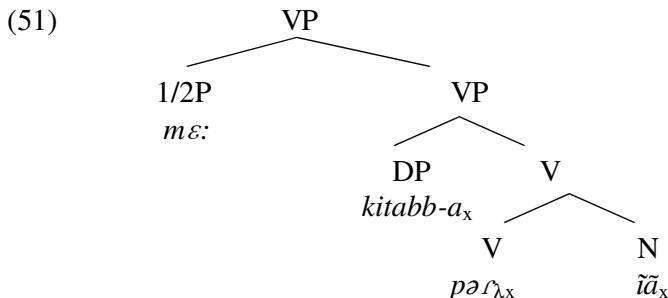 (51) VP
1/2P VP
mɛ:
DP V
kitabb-aₓ
V N
pəɾλx ĩãₓ